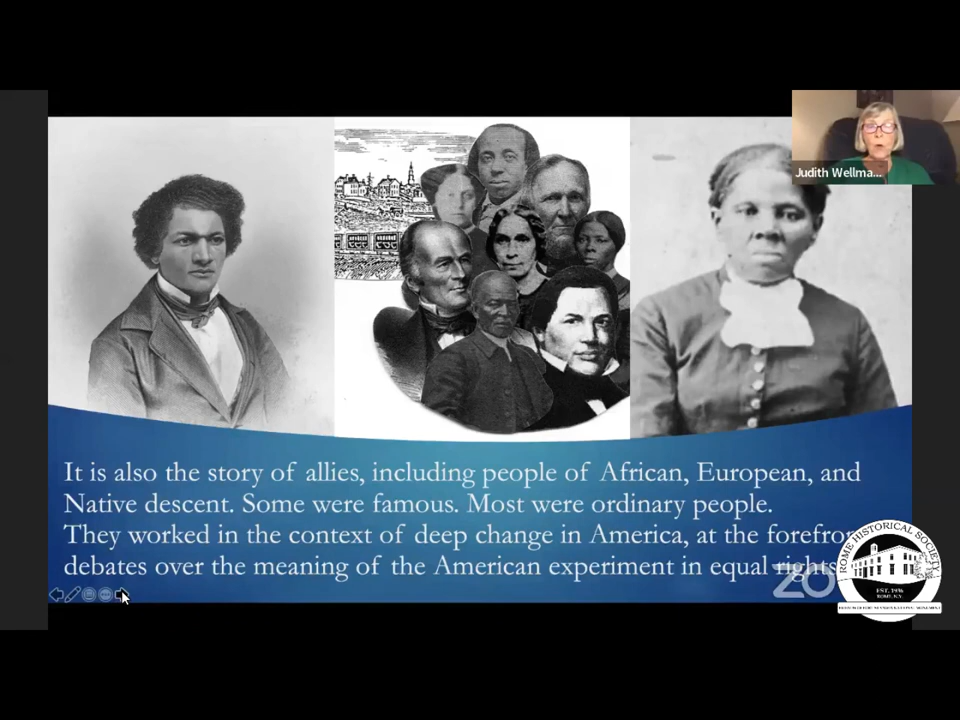 Judith Wellma...
It is also the story of allies, including people of African, European, and
Native descent. Some were famous. Most were ordinary people.
They worked in the context of deep change in America, at the
debates over the meaning of the American experiment in equal rights
ROME HISTORICAL SOCIETY
EST. 1936
ROME, N.Y.